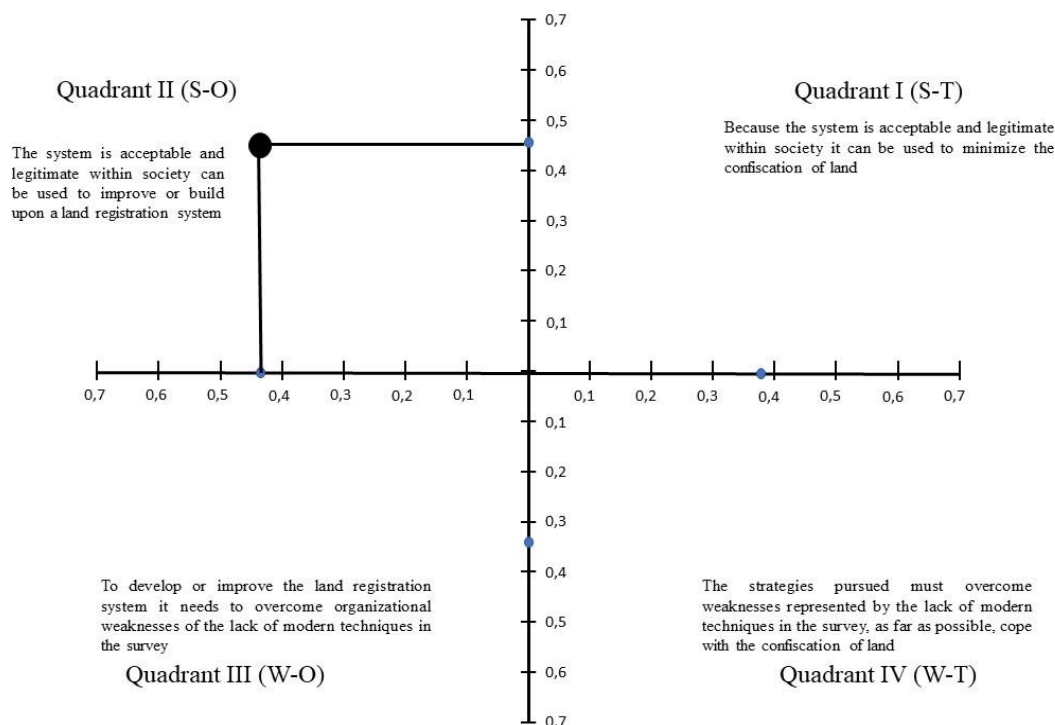 0,7
0,6
Quadrant II (S-O)
Quadrant I (S-T)
0,5
Because the system is acceptable and legitimate
within society it can be used to minimize the
confiscation of land
The system is acceptable and
legitimate within society can
be used to improve or build
upon a land registration system
0,4
0,3
0,2
0,1
0,7 0,6 0,5 0,4 0,3 0,2 0,1 0,1 0,2 0,3 0,4 0,5 0,6 0,7
0,1
0,2
0,3
0,4
To develop or improve the land registration
system it needs to overcome organizational
weaknesses of the lack of modern techniques in
the survey
Quadrant III (W-O)
The strategies pursued must overcome
weaknesses represented by the lack of modern
techniques in the survey, as far as possible, cope
with the confiscation of land
Quadrant IV (W-T)
0,5
0,6
0,7